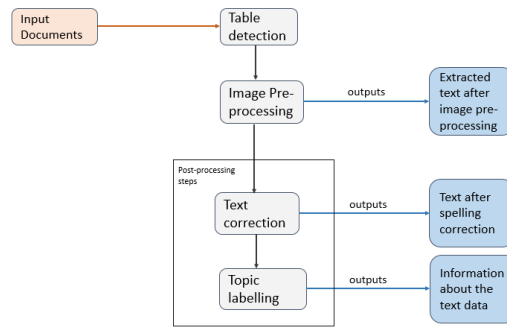 Input
Documents
Table
detection
Image Pre-
processing
outputs
Extracted
text after
image pre-
processing
Post-processing
steps
Text
correction
outputs
Text after
spelling
correction
Topic
labelling
outputs
Information
about the
text data